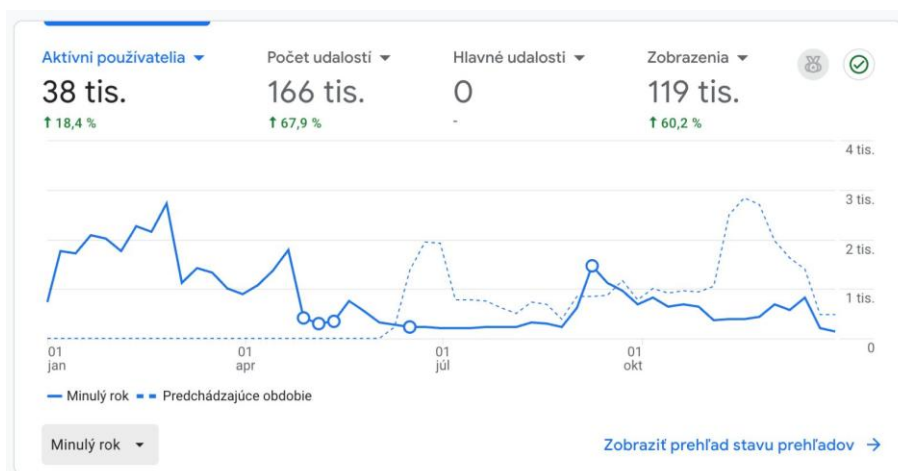 Aktívni používatelia
38 tis.
↑ 18,4 %
Počet udalostí
166 tis.
↑ 67,9 %
Hlavné udalosti
0
-
Zobrazenia
119 tis.
↑ 60,2 %
4 tis.
3 tis.
2 tis.
1 tis.
0
01
jan
01
apr
01
júl
01
okt
Minulý rok
Predchádzajúce obdobie
Minulý rok
Zobraziť prehľad stavu prehľadov →